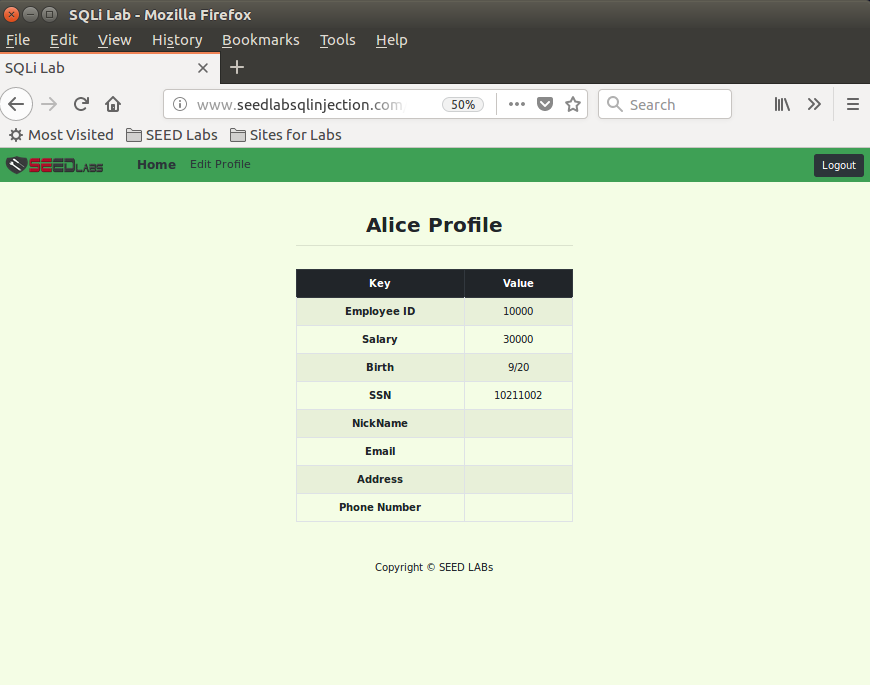 SQLi Lab - Mozilla Firefox
File Edit View History Bookmarks Tools Help
SQLi Lab
www.seedlabsqlinjection.com 50% Search
Most Visited SEED Labs Sites for Labs
SEEDLABS Home Edit Profile Logout
Alice Profile
Key Value
Employee ID 10000
Salary 30000
Birth 9/20
SSN 10211002
NickName
Email
Address
Phone Number
Copyright © SEED LABs